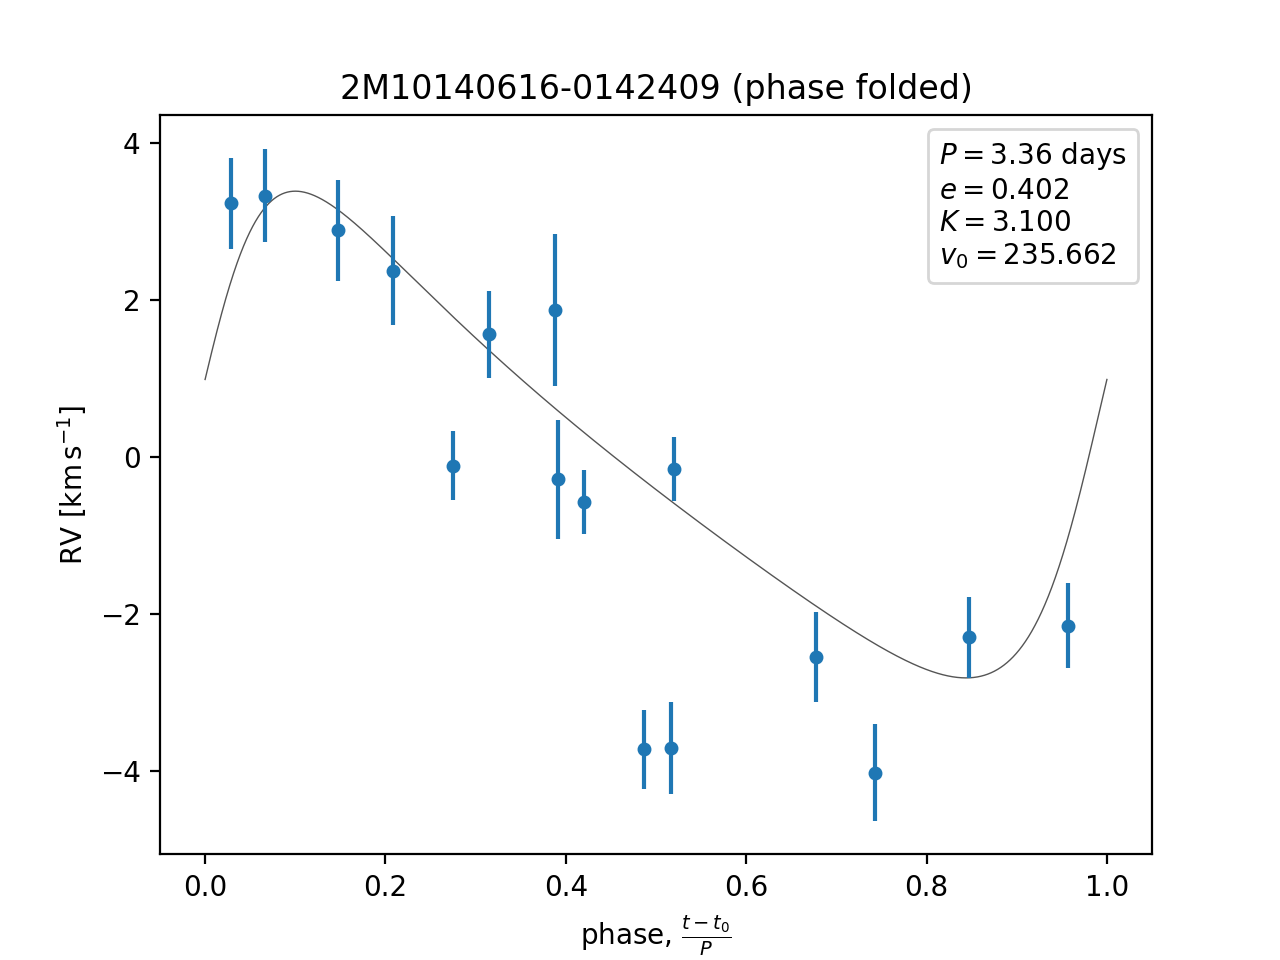 2M10140616-0142409 (phase folded)
P = 3.36 days
e = 0.402
K = 3.100
v₀ = 235.662
4
2
0
−2
−4
RV [km s⁻¹]
0.0 0.2 0.4 0.6 0.8 1.0
phase, (t − t₀)/P